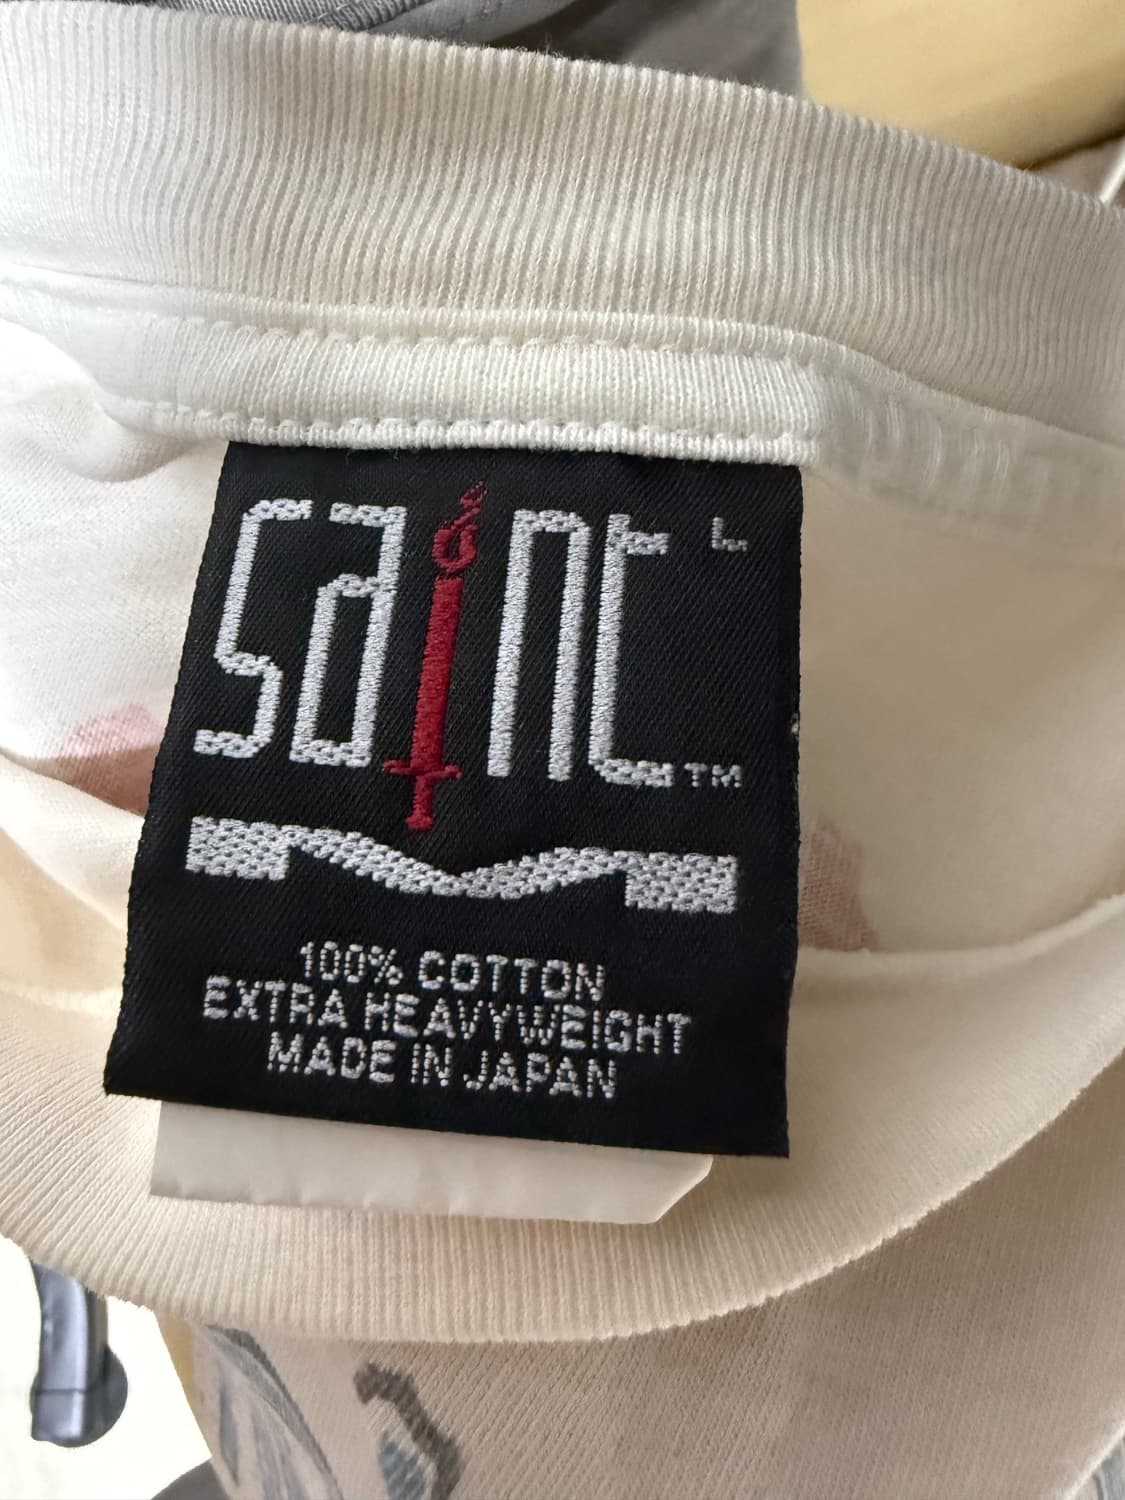 saint L
TM
100% COTTON
EXTRA HEAVYWEIGHT
MADE IN JAPAN